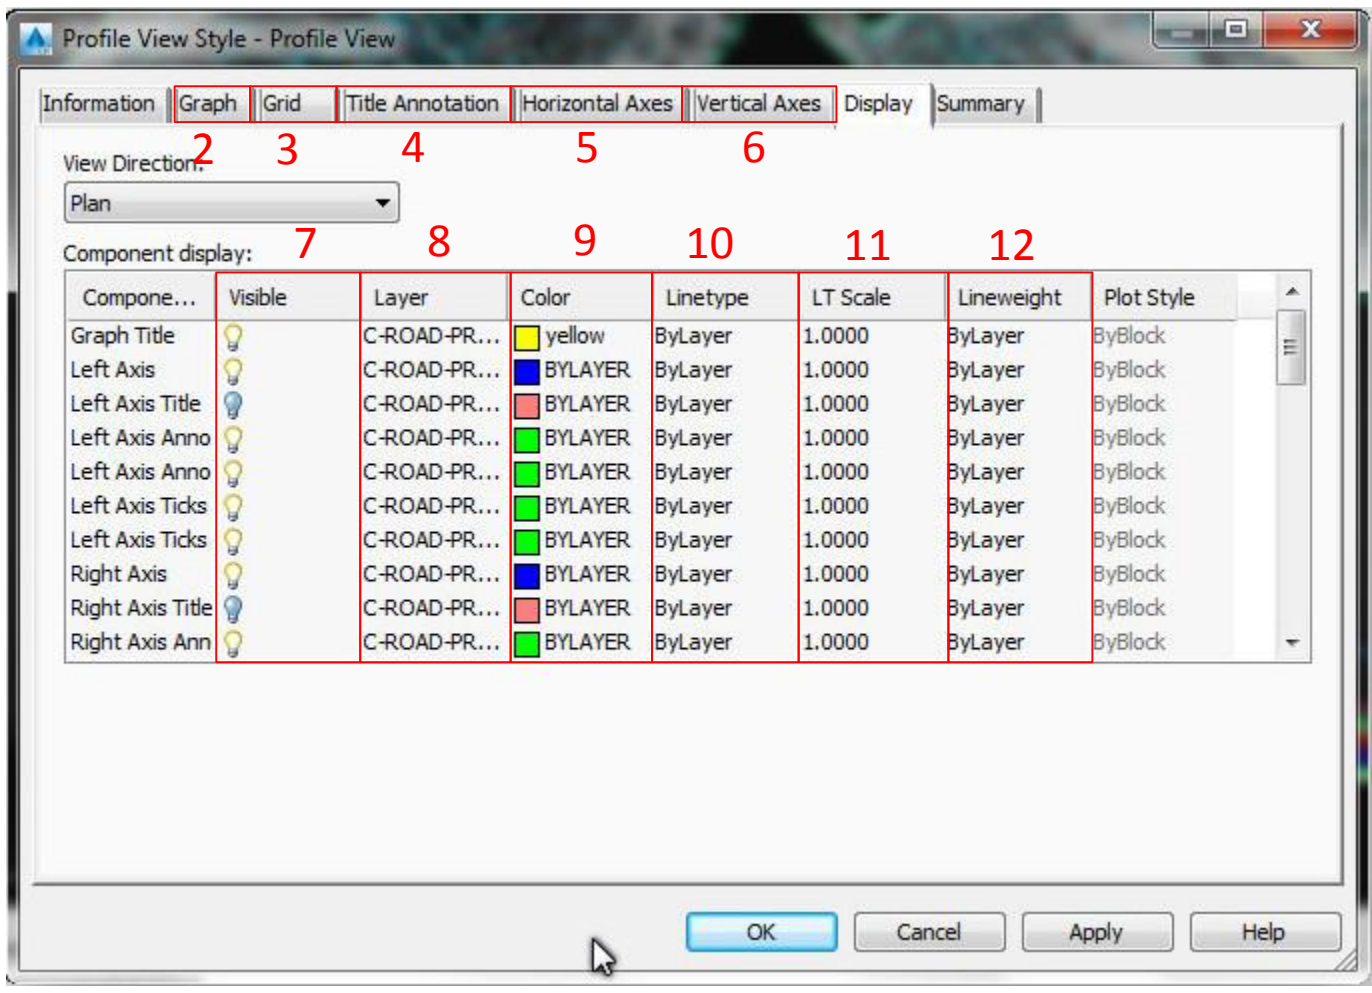 Profile View Style - Profile View
Information Graph Grid Title Annotation Horizontal Axes Vertical Axes Display Summary
2 3 4 5 6
View Direction:
Plan
7 8 9 10 11 12
Component display:
Compone... Visible Layer Color Linetype LT Scale Lineweight Plot Style
Graph Title C-ROAD-PR... yellow ByLayer 1.0000 ByLayer ByBlock
Left Axis C-ROAD-PR... BYLAYER ByLayer 1.0000 ByLayer ByBlock
Left Axis Title C-ROAD-PR... BYLAYER ByLayer 1.0000 ByLayer ByBlock
Left Axis Anno C-ROAD-PR... BYLAYER ByLayer 1.0000 ByLayer ByBlock
Left Axis Anno C-ROAD-PR... BYLAYER ByLayer 1.0000 ByLayer ByBlock
Left Axis Ticks C-ROAD-PR... BYLAYER ByLayer 1.0000 ByLayer ByBlock
Left Axis Ticks C-ROAD-PR... BYLAYER ByLayer 1.0000 ByLayer ByBlock
Right Axis C-ROAD-PR... BYLAYER ByLayer 1.0000 ByLayer ByBlock
Right Axis Title C-ROAD-PR... BYLAYER ByLayer 1.0000 ByLayer ByBlock
Right Axis Ann C-ROAD-PR... BYLAYER ByLayer 1.0000 ByLayer ByBlock
OK Cancel Apply Help